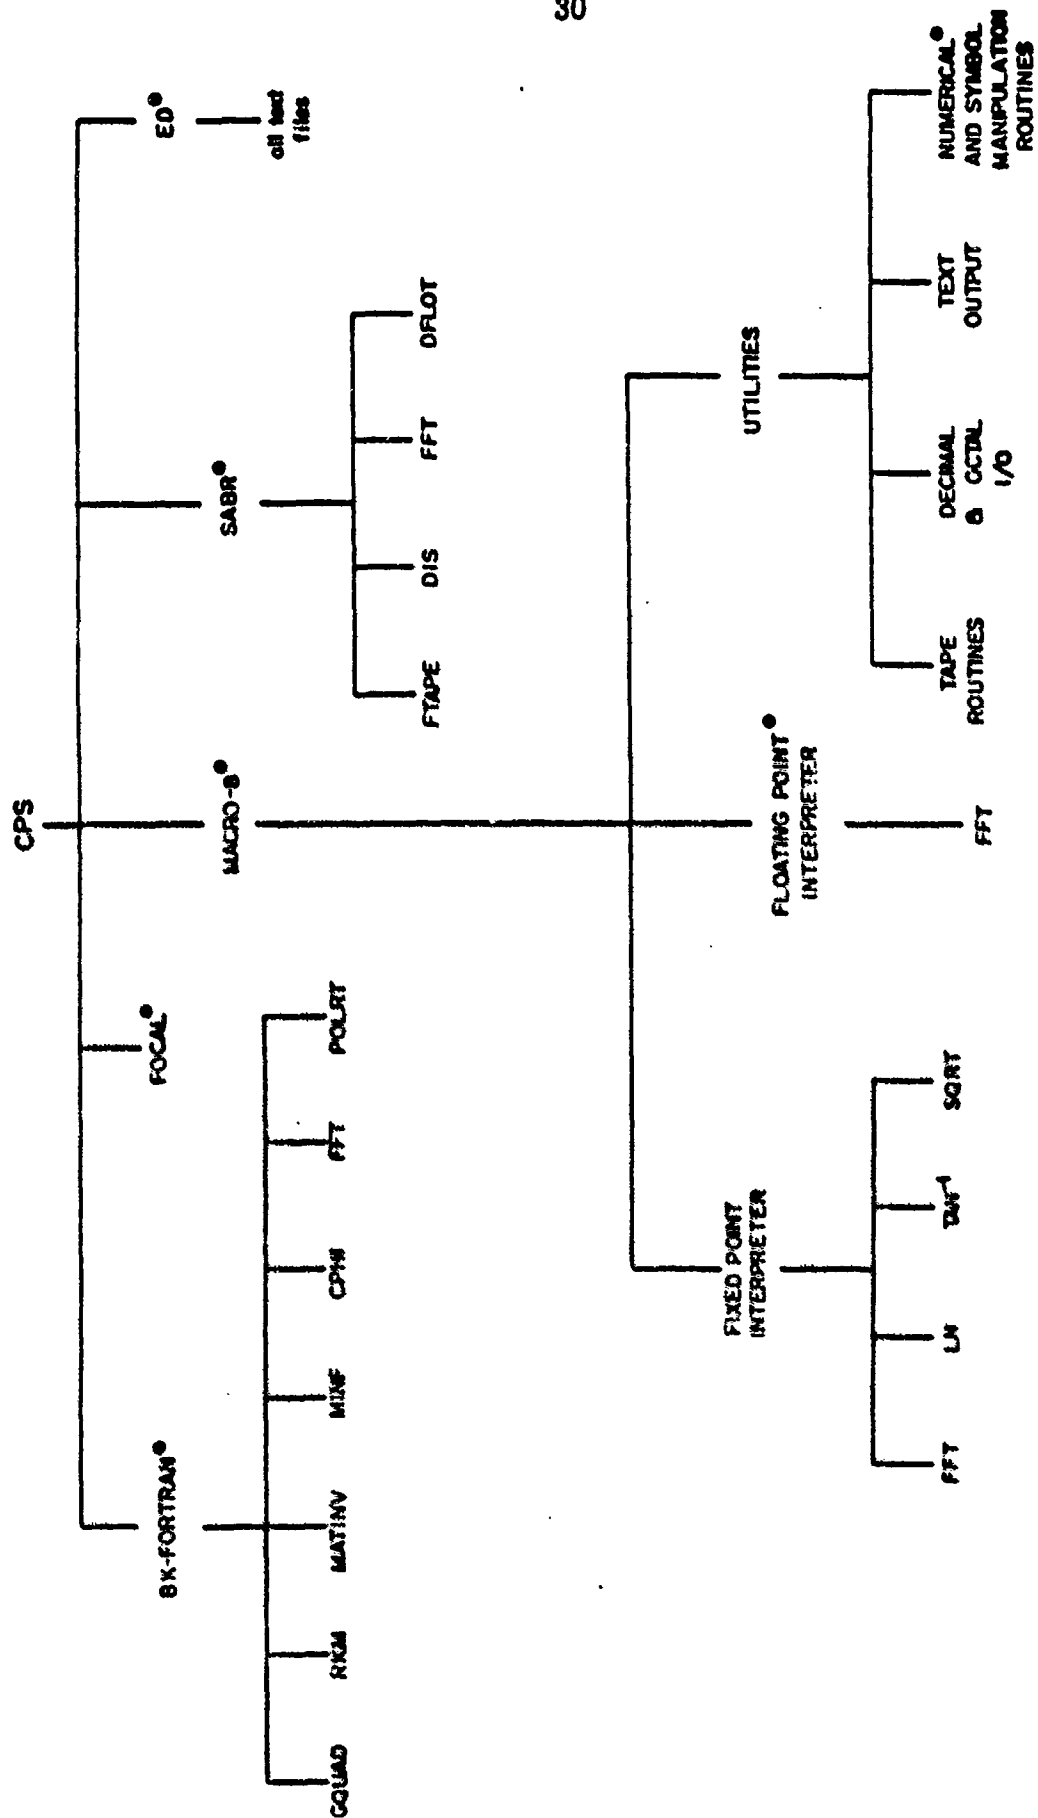 30
CPS
8K-FORTRAN
FOCAL
MACRO-8
SABR
ED
all text
files
GQUAD
RKM
MATINV
MINF
FFT
POLRT
FTAPE
DIS
FFT
FIXED POINT
INTERPRETER
FLOATING POINT
INTERPRETER
UTILITIES
FFT
LN
TAN⁻¹
SQRT
FFT
TAPE
ROUTINES
DECIMAL
& OCTAL
I/O
TEXT
OUTPUT
NUMERICAL
AND SYMBOL
MANIPULATION
ROUTINES